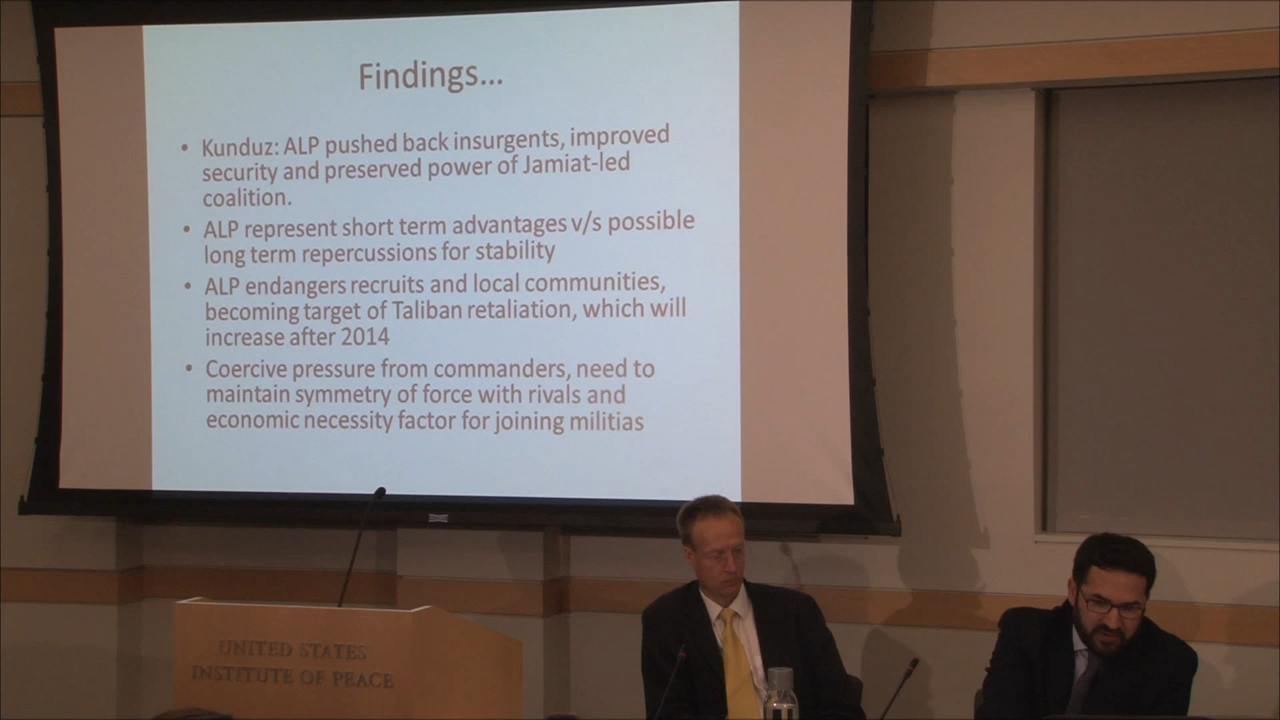 Findings...
• Kunduz: ALP pushed back insurgents, improved
security and preserved power of Jamiat-led
coalition.
• ALP represent short term advantages v/s possible
long term repercussions for stability
• ALP endangers recruits and local communities,
becoming target of Taliban retaliation, which will
increase after 2014
• Coercive pressure from commanders, need to
maintain symmetry of force with rivals and
economic necessity factor for joining militias
UNITED STATES
INSTITUTE OF PEACE